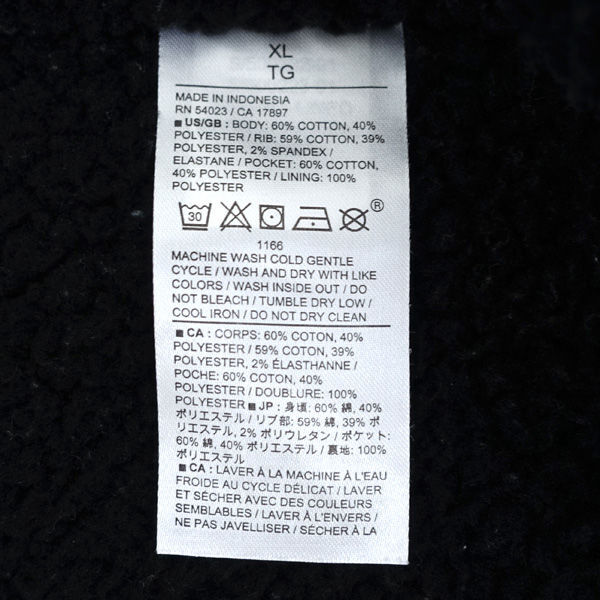 XL
TG
MADE IN INDONESIA
RN 54023 / CA 17897
■ US/GB : BODY: 60% COTTON, 40%
POLYESTER / RIB: 59% COTTON, 39%
POLYESTER, 2% SPANDEX /
ELASTANE / POCKET: 60% COTTON,
40% POLYESTER / LINING: 100%
POLYESTER
30 ®
1166
MACHINE WASH COLD GENTLE
CYCLE / WASH AND DRY WITH LIKE
COLORS / WASH INSIDE OUT / DO
NOT BLEACH / TUMBLE DRY LOW /
COOL IRON / DO NOT DRY CLEAN
■ CA : CORPS: 60% COTON, 40%
POLYESTER / 59% COTON, 39%
POLYESTER, 2% ÉLASTHANNE /
POCHE: 60% COTON, 40%
POLYESTER / DOUBLURE: 100%
POLYESTER ■ JP : 身頃: 60% 綿, 40%
ポリエステル / リブ部: 59% 綿, 39% ポ
リエステル, 2% ポリウレタン / ポケット:
60% 綿, 40% ポリエステル / 裏地: 100%
ポリエステル
■ CA : LAVER À LA MACHINE À L'EAU
FROIDE AU CYCLE DÉLICAT / LAVER
ET SÉCHER AVEC DES COULEURS
SEMBLABLES / LAVER À L'ENVERS /
NE PAS JAVELLISER / SÉCHER À LA